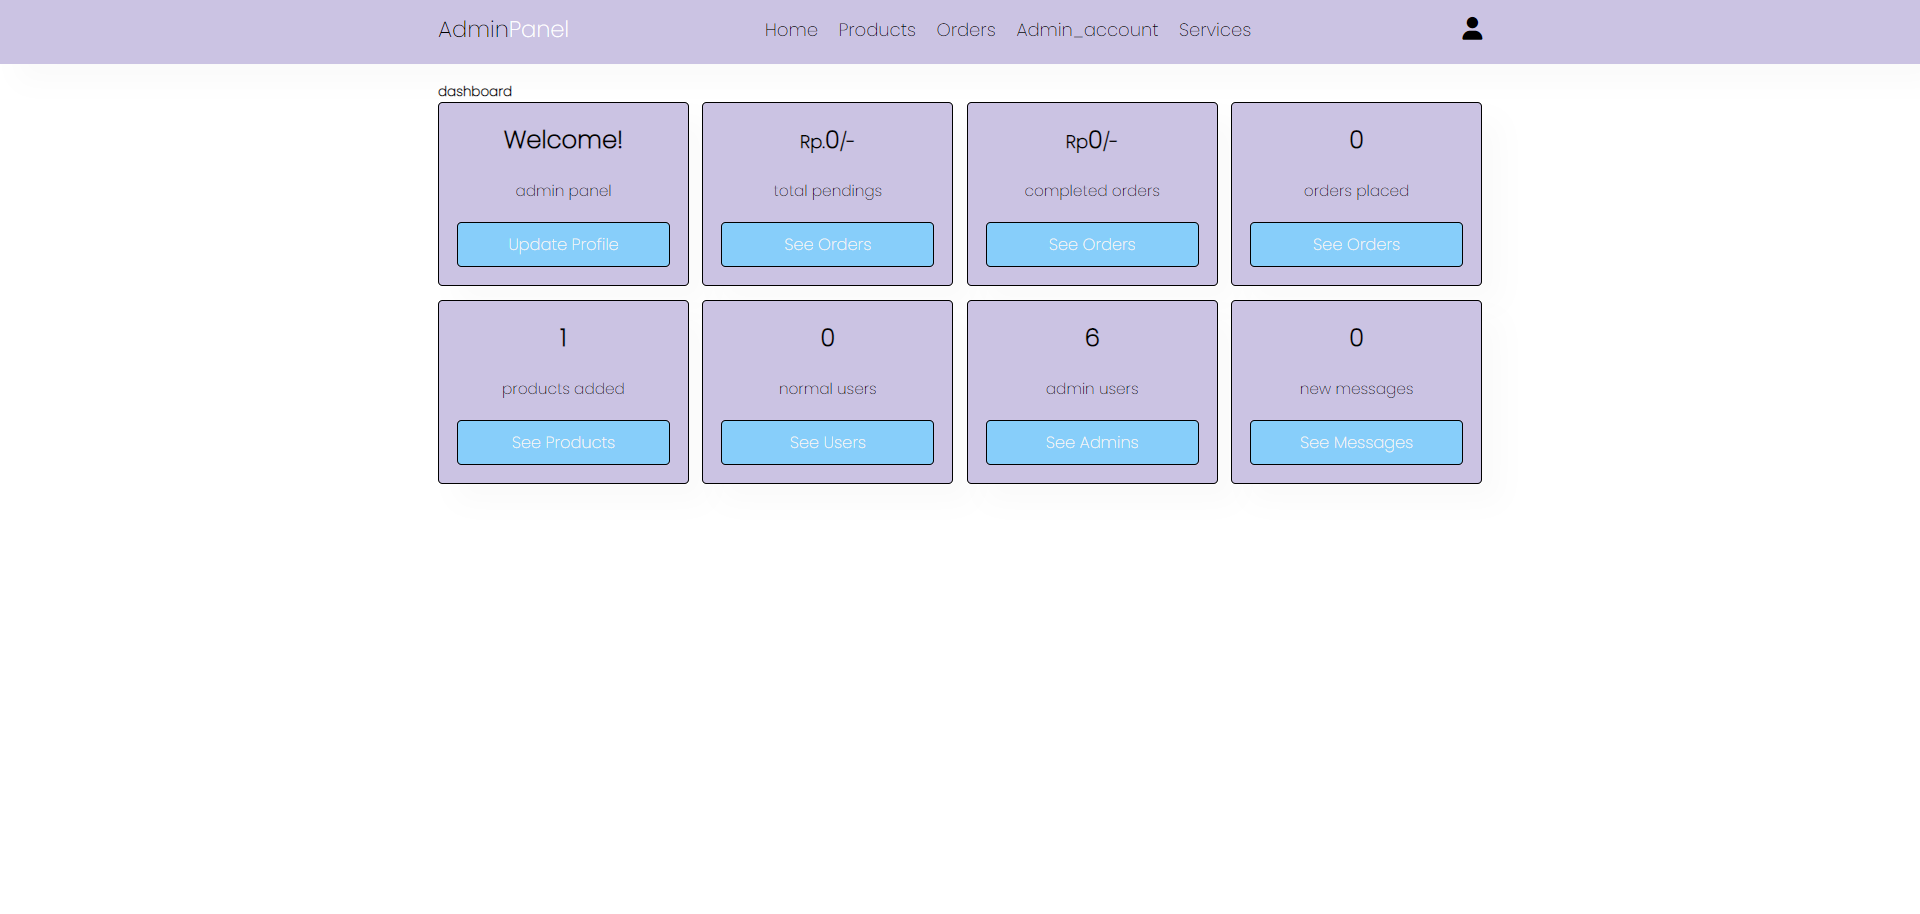 AdminPanel
Home Products Orders Admin_account Services
dashboard
Welcome!
admin panel
Update Profile
Rp.0/-
total pendings
See Orders
Rp0/-
completed orders
See Orders
0
orders placed
See Orders
1
products added
See Products
0
normal users
See Users
6
admin users
See Admins
0
new messages
See Messages